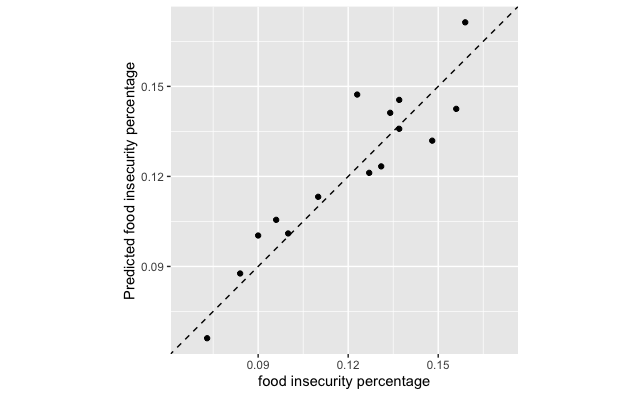 Predicted food insecurity percentage
0.15
0.12
0.09
0.09 0.12 0.15
food insecurity percentage